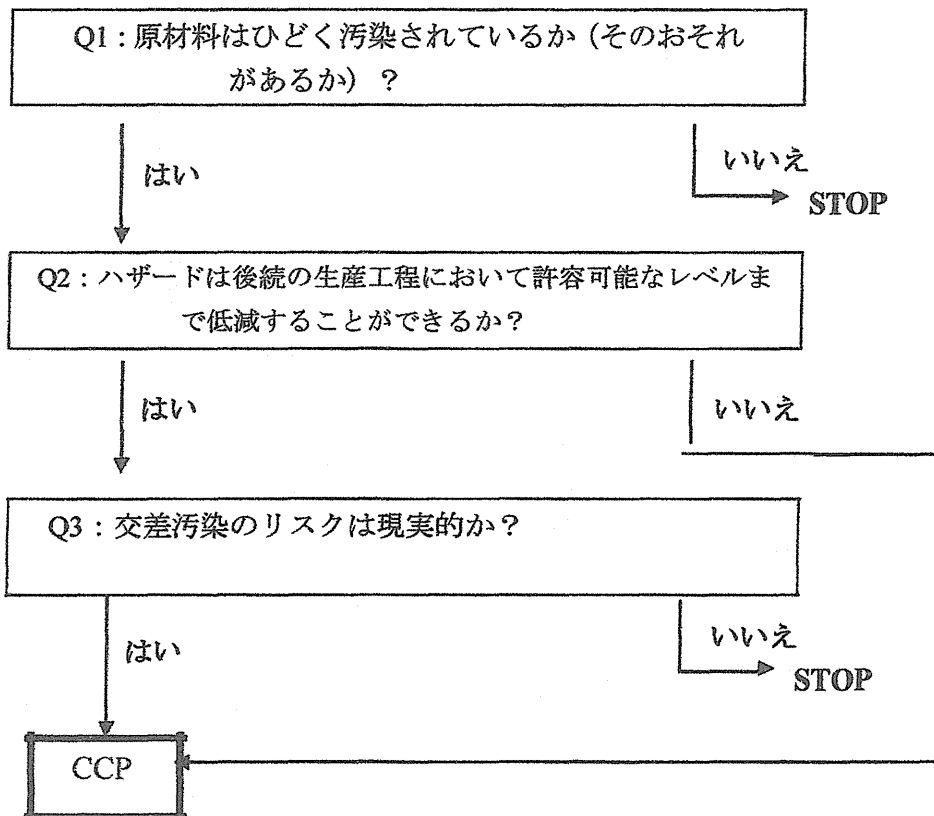 Q1：原材料はひどく汚染されているか（そのおそれ
があるか）？
はい
いいえ
STOP
Q2：ハザードは後続の生産工程において許容可能なレベルま
で低減することができるか？
はい
いいえ
Q3：交差汚染のリスクは現実的か？
はい
いいえ
STOP
CCP